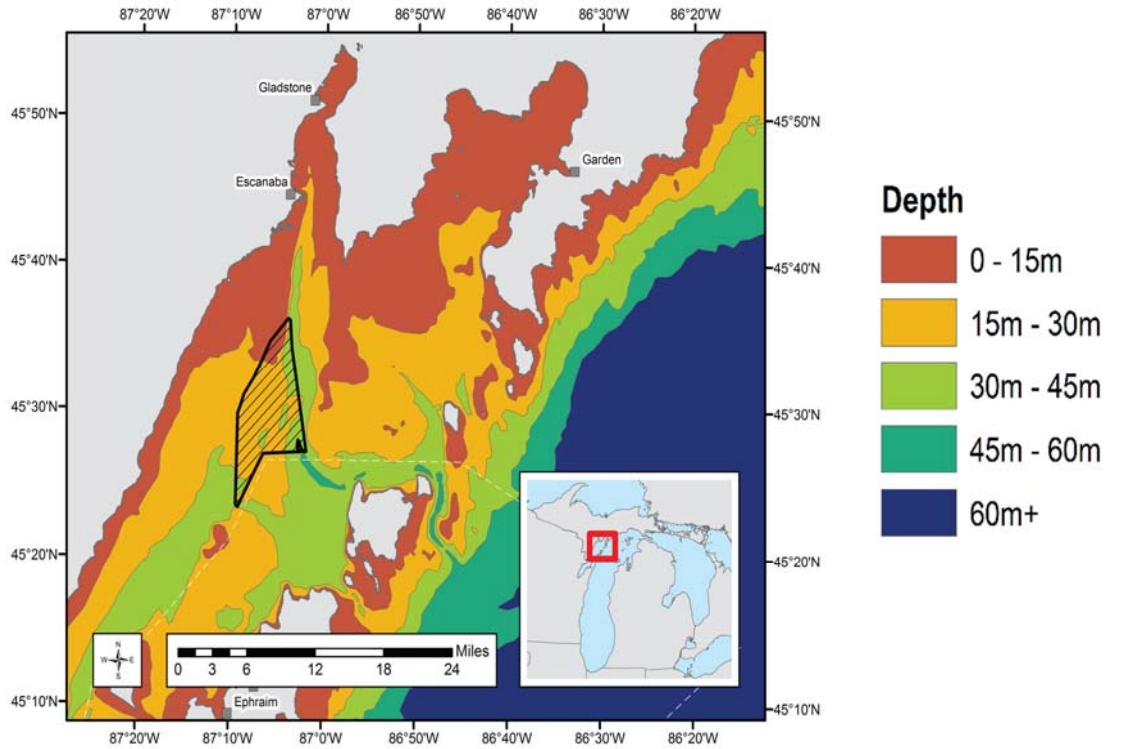 87°20'W 87°10'W 87°0'W 86°50'W 86°40'W 86°30'W 86°20'W
45°50'N
45°40'N
45°30'N
45°20'N
45°10'N
Gladstone
Escanaba
Garden
Ephraim
45°50'N
45°40'N
45°30'N
45°20'N
45°10'N
N
W E
S
Miles
0 3 6 12 18 24
87°20'W 87°10'W 87°0'W 86°50'W 86°40'W 86°30'W 86°20'W
Depth
0 - 15m
15m - 30m
30m - 45m
45m - 60m
60m+